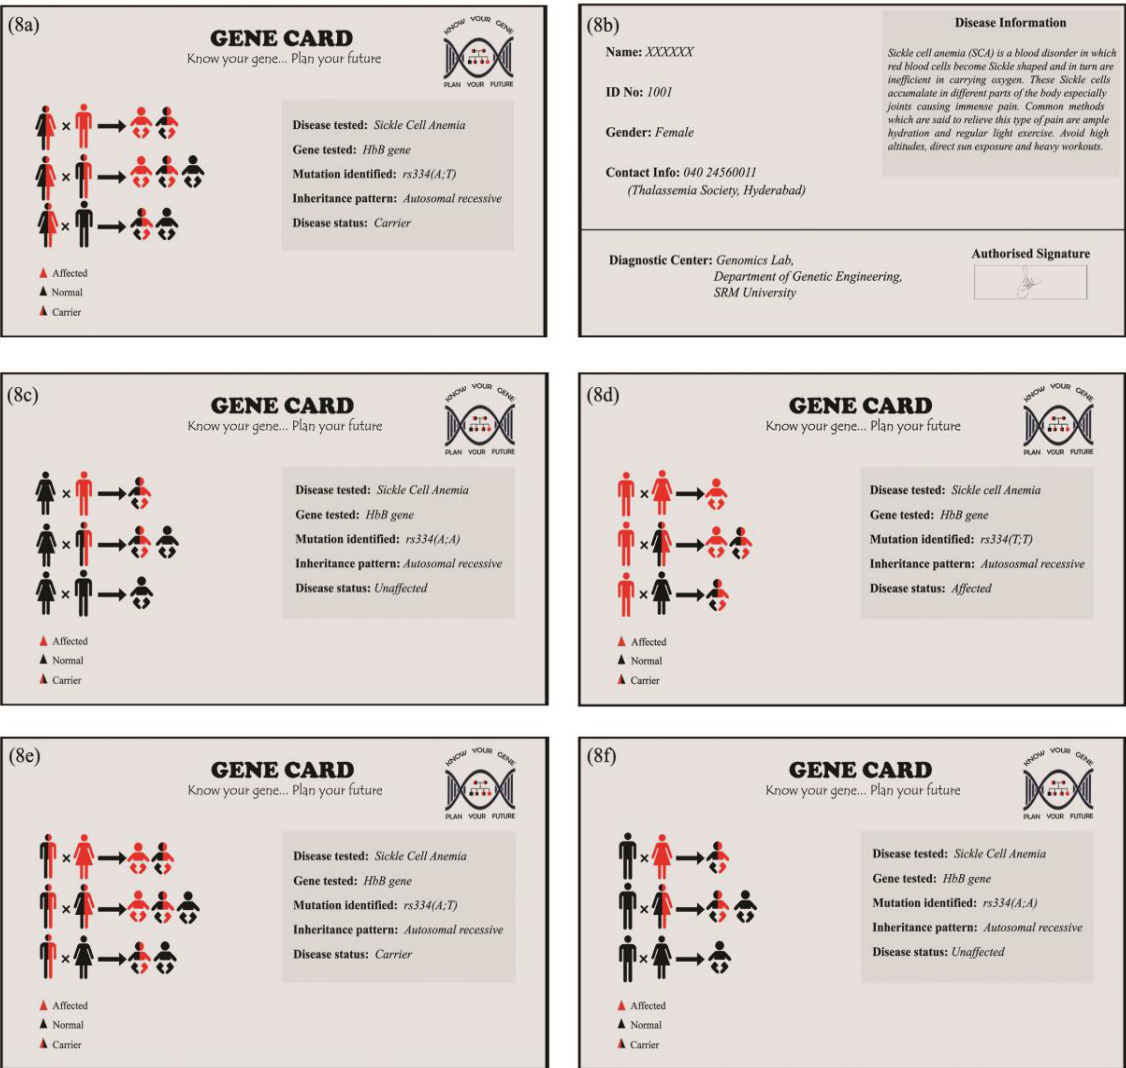 (8a)
GENE CARD
Know your gene... Plan your future
KNOW YOUR GENE
PLAN YOUR FUTURE
Disease tested: Sickle Cell Anemia
Gene tested: HbB gene
Mutation identified: rs334(A;T)
Inheritance pattern: Autosomal recessive
Disease status: Carrier
Affected
Normal
Carrier
(8b)
Name: XXXXXX
ID No: 1001
Gender: Female
Contact Info: 040 24560011
(Thalassemia Society, Hyderabad)
Disease Information
Sickle cell anemia (SCA) is a blood disorder in which
red blood cells become Sickle shaped and in turn are
inefficient in carrying oxygen. These Sickle cells
accumalate in different parts of the body especially
joints causing immense pain. Common methods
which are said to relieve this type of pain are ample
hydration and regular light exercise. Avoid high
altitudes, direct sun exposure and heavy workouts.
Diagnostic Center: Genomics Lab,
Department of Genetic Engineering,
SRM University
Authorised Signature
(8c)
GENE CARD
Know your gene... Plan your future
KNOW YOUR GENE
PLAN YOUR FUTURE
Disease tested: Sickle Cell Anemia
Gene tested: HbB gene
Mutation identified: rs334(A;A)
Inheritance pattern: Autosomal recessive
Disease status: Unaffected
Affected
Normal
Carrier
(8d)
GENE CARD
Know your gene... Plan your future
KNOW YOUR GENE
PLAN YOUR FUTURE
Disease tested: Sickle cell Anemia
Gene tested: HbB gene
Mutation identified: rs334(T;T)
Inheritance pattern: Autososmal recessive
Disease status: Affected
Affected
Normal
Carrier
(8e)
GENE CARD
Know your gene... Plan your future
KNOW YOUR GENE
PLAN YOUR FUTURE
Disease tested: Sickle Cell Anemia
Gene tested: HbB gene
Mutation identified: rs334(A;T)
Inheritance pattern: Autosomal recessive
Disease status: Carrier
Affected
Normal
Carrier
(8f)
GENE CARD
Know your gene... Plan your future
KNOW YOUR GENE
PLAN YOUR FUTURE
Disease tested: Sickle Cell Anemia
Gene tested: HbB gene
Mutation identified: rs334(A;A)
Inheritance pattern: Autosomal recessive
Disease status: Unaffected
Affected
Normal
Carrier